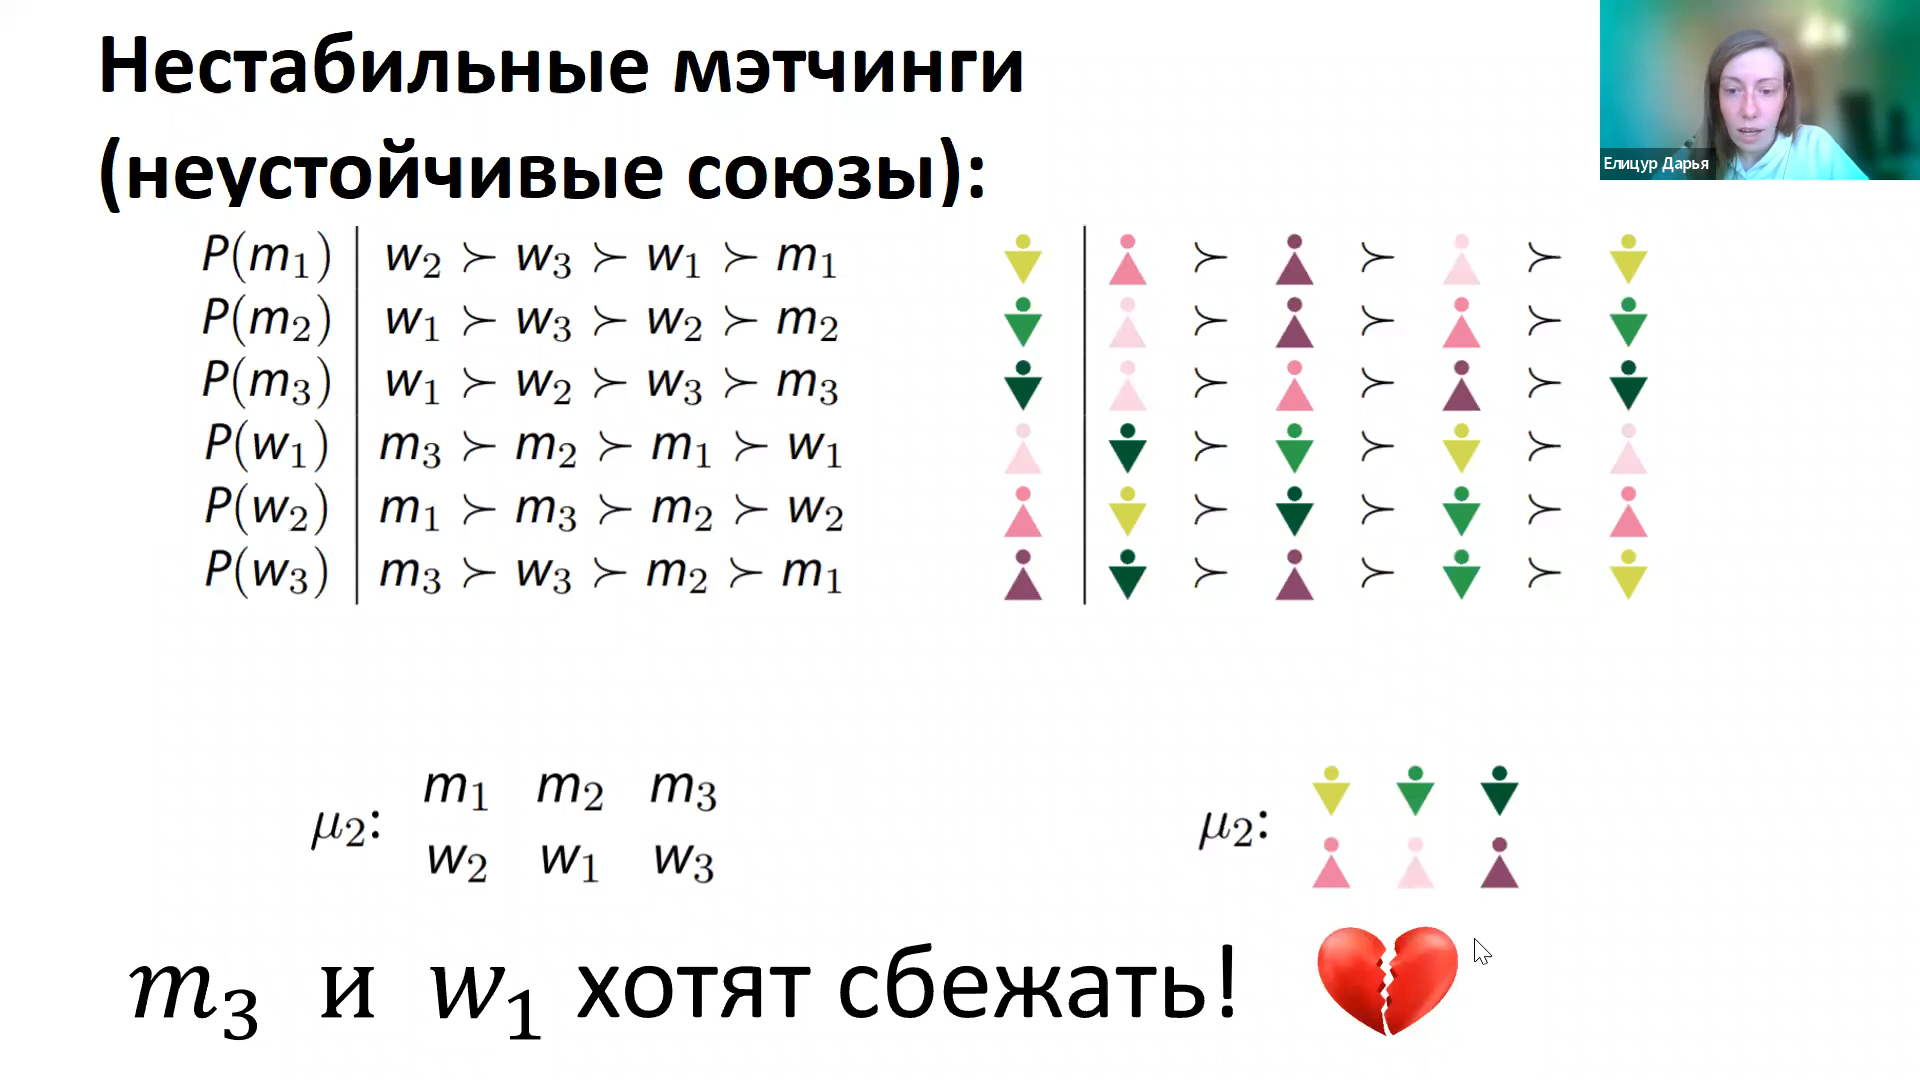 Нестабильные мэтчинги
(неустойчивые союзы):
Елицур Дарья
P(m₁) | w₂ ≻ w₃ ≻ w₁ ≻ m₁
P(m₂) | w₁ ≻ w₃ ≻ w₂ ≻ m₂
P(m₃) | w₁ ≻ w₂ ≻ w₃ ≻ m₃
P(w₁) | m₃ ≻ m₂ ≻ m₁ ≻ w₁
P(w₂) | m₁ ≻ m₃ ≻ m₂ ≻ w₂
P(w₃) | m₃ ≻ w₃ ≻ m₂ ≻ m₁
≻ ≻ ≻
≻ ≻ ≻
≻ ≻ ≻
≻ ≻ ≻
≻ ≻ ≻
≻ ≻ ≻
μ₂:
m₁ m₂ m₃
w₂ w₁ w₃
μ₂:
m₃ и w₁ хотят сбежать!